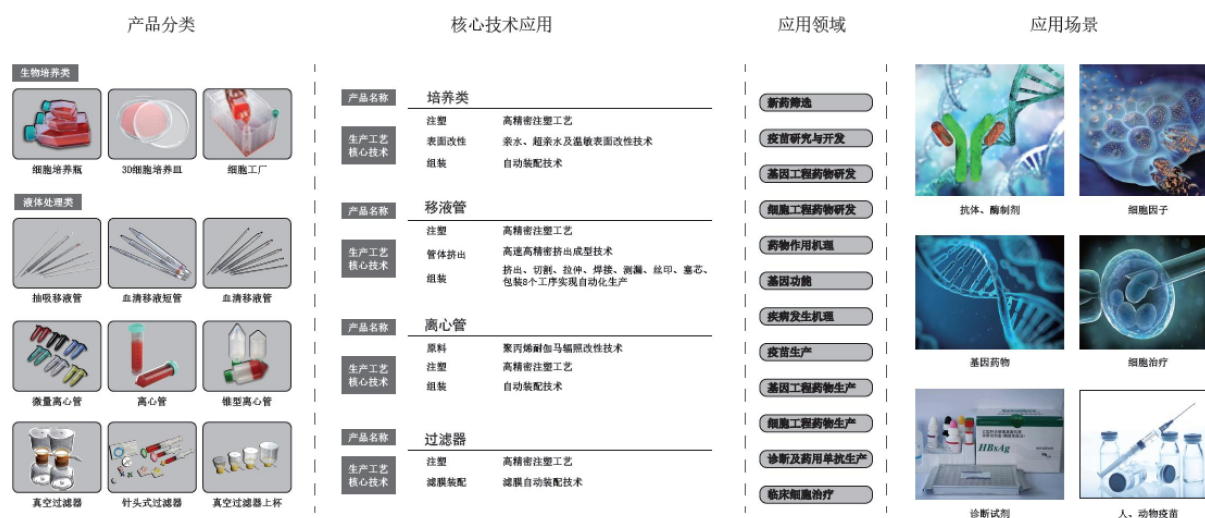 产品分类
核心技术应用
应用领域
应用场景
生物培养类
细胞培养瓶
3D细胞培养皿
细胞工厂
液体处理类
抽吸移液管
血清移液短管
血清移液管
微量离心管
离心管
锥型离心管
真空过滤器
针头式过滤器
真空过滤器上杯
产品名称
培养类
生产工艺
核心技术
注塑 高精密注塑工艺
表面改性 亲水、超亲水及温敏表面改性技术
组装 自动装配技术
产品名称
移液管
生产工艺
核心技术
注塑 高精密注塑工艺
管体挤出 高速高精密挤出成型技术
组装 挤出、切割、拉伸、焊接、测漏、丝印、塞芯、
包装8个工序实现自动化生产
产品名称
离心管
生产工艺
核心技术
原料 聚丙烯耐伽马辐照改性技术
注塑 高精密注塑工艺
组装 自动装配技术
产品名称
过滤器
生产工艺
核心技术
注塑 高精密注塑工艺
滤膜装配 滤膜自动装配技术
新药筛选
疫苗研究与开发
基因工程药物研发
细胞工程药物研发
药物作用机理
基因功能
疾病发生机理
疫苗生产
基因工程药物生产
细胞工程药物生产
诊断及药用单抗生产
临床细胞治疗
抗体、酶制剂
细胞因子
基因药物
细胞治疗
HBsAg
诊断试剂
人、动物疫苗